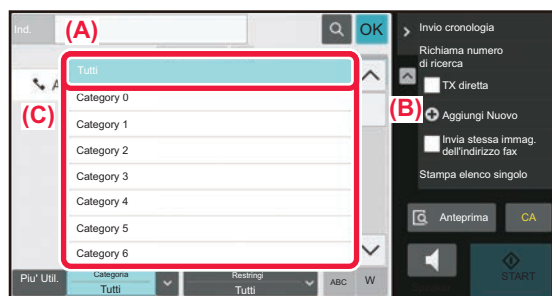 Ind.
(A)
OK
Tutti
A
(C)
Category 0
Category 1
Category 2
Category 3
Category 4
Category 5
Category 6
Piu' Util.
Categoria
Tutti
Restringi
Tutti
ABC
W
Invio cronologia
Richiama numero
di ricerca
TX diretta
(B)
Aggiungi Nuovo
Invia stessa immag.
dell'indirizzo fax
Stampa elenco singolo
Anteprima
CA
START